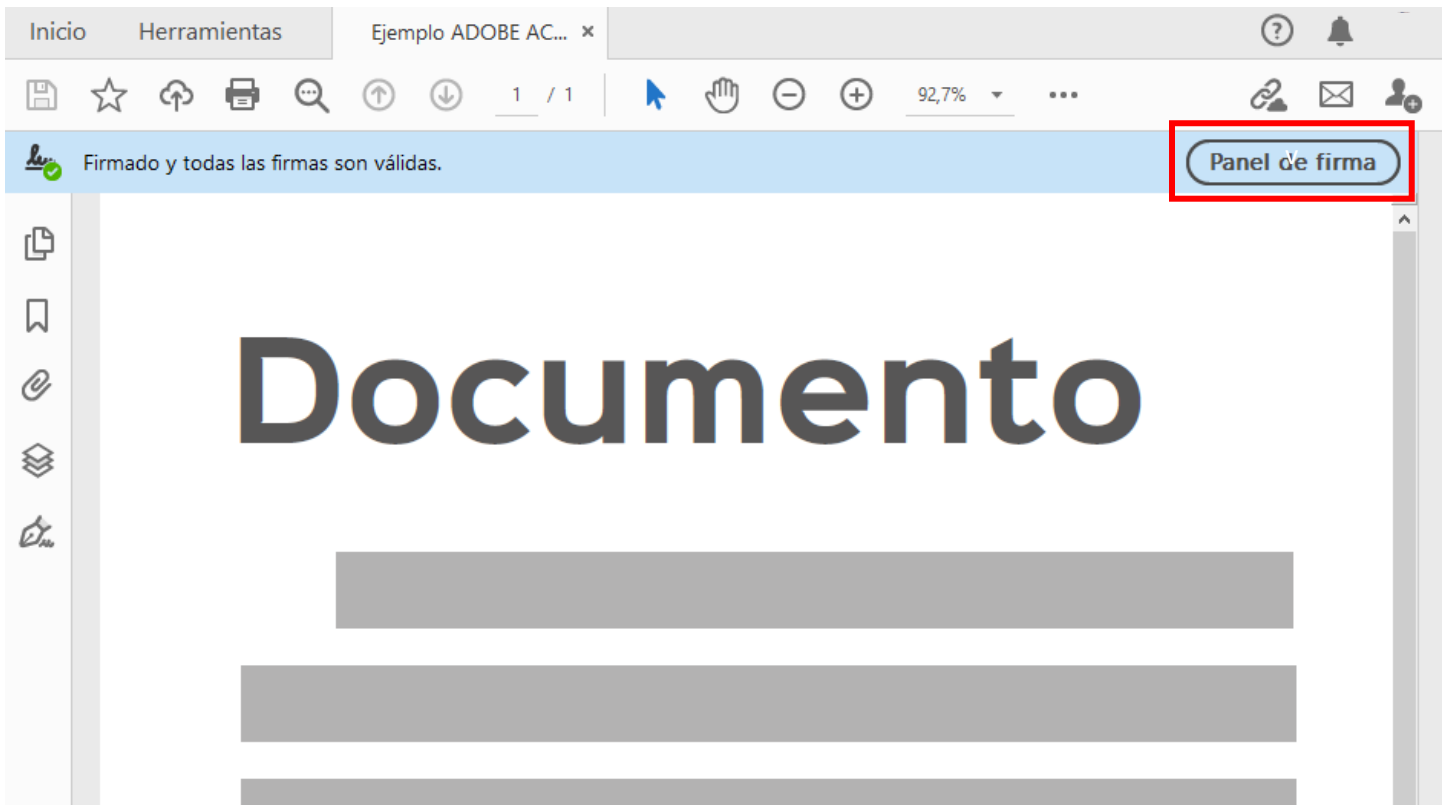 Inicio Herramientas Ejemplo ADOBE AC... ×
1 / 1 92,7%
Firmado y todas las firmas son válidas. Panel de firma
Documento